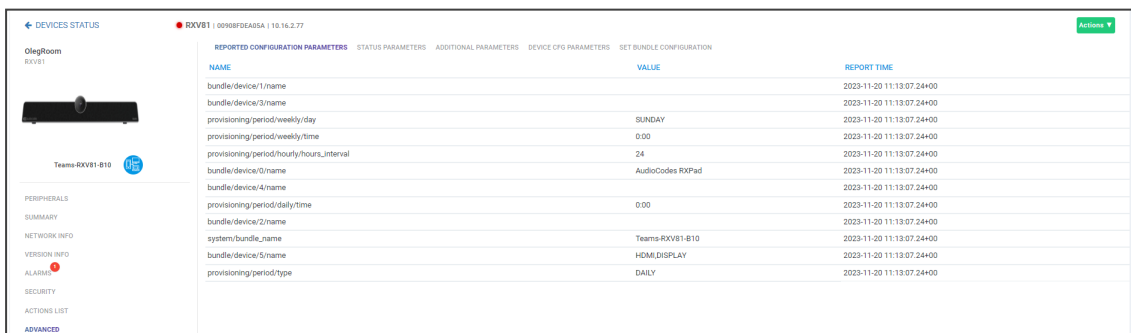 ← DEVICES STATUS
RXV81 | 00908FDEA05A | 10.16.2.77
Actions ▼
OlegRoom
RXV81
Teams-RXV81-B10
PERIPHERALS
SUMMARY
NETWORK INFO
VERSION INFO
ALARMS 1
SECURITY
ACTIONS LIST
ADVANCED
REPORTED CONFIGURATION PARAMETERS STATUS PARAMETERS ADDITIONAL PARAMETERS DEVICE CFG PARAMETERS SET BUNDLE CONFIGURATION
NAME VALUE REPORT TIME
bundle/device/1/name 2023-11-20 11:13:07.24+00
bundle/device/3/name 2023-11-20 11:13:07.24+00
provisioning/period/weekly/day SUNDAY 2023-11-20 11:13:07.24+00
provisioning/period/weekly/time 0:00 2023-11-20 11:13:07.24+00
provisioning/period/hourly/hours_interval 24 2023-11-20 11:13:07.24+00
bundle/device/0/name AudioCodes RXPad 2023-11-20 11:13:07.24+00
bundle/device/4/name 2023-11-20 11:13:07.24+00
provisioning/period/daily/time 0:00 2023-11-20 11:13:07.24+00
bundle/device/2/name 2023-11-20 11:13:07.24+00
system/bundle_name Teams-RXV81-B10 2023-11-20 11:13:07.24+00
bundle/device/5/name HDMI,DISPLAY 2023-11-20 11:13:07.24+00
provisioning/period/type DAILY 2023-11-20 11:13:07.24+00